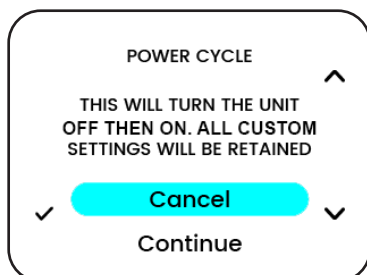 POWER CYCLE
THIS WILL TURN THE UNIT
OFF THEN ON. ALL CUSTOM
SETTINGS WILL BE RETAINED
Cancel
Continue